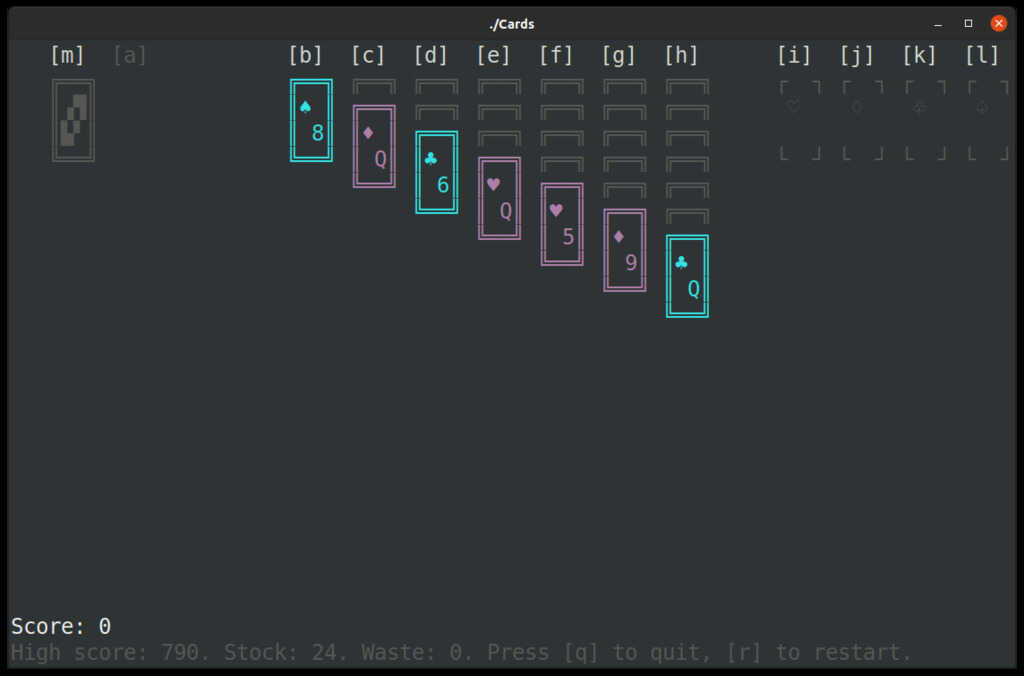 ./Cards
[m] [a] [b] [c] [d] [e] [f] [g] [h] [i] [j] [k] [l]
♠ ♡ ♢ ♧ ♤
8 ♦
Q ♣
6 ♥
Q ♥
5 ♦
9 ♣
Q
Score: 0
High score: 790. Stock: 24. Waste: 0. Press [q] to quit, [r] to restart.